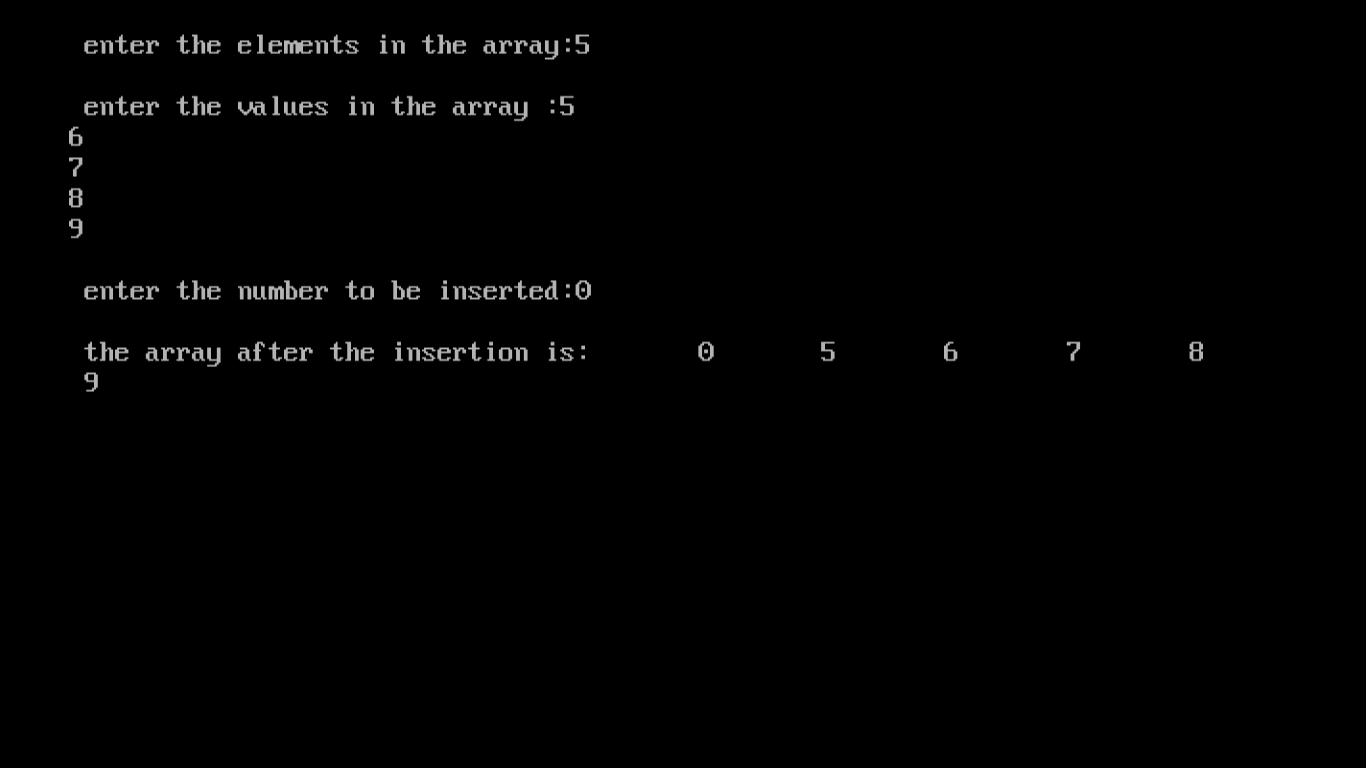 enter the elements in the array:5
enter the values in the array :5
6
7
8
9
enter the number to be inserted:0
the array after the insertion is: 0 5 6 7 8
9